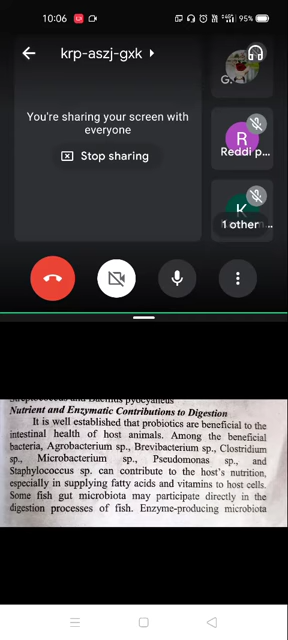 10:06
95%
krp-aszj-gxk
G.
You're sharing your screen with
everyone
Stop sharing
R
Reddi p...
K
1 other
Streptococcus and Bacillus pyocyaneus
Nutrient and Enzymatic Contributions to Digestion
It is well established that probiotics are beneficial to the
intestinal health of host animals. Among the beneficial
bacteria, Agrobacterium sp., Brevibacterium sp., Clostridium
sp., Microbacterium sp., Pseudomonas sp., and
Staphylococcus sp. can contribute to the host's nutrition,
especially in supplying fatty acids and vitamins to host cells.
Some fish gut microbiota may participate directly in the
digestion processes of fish. Enzyme-producing microbiota